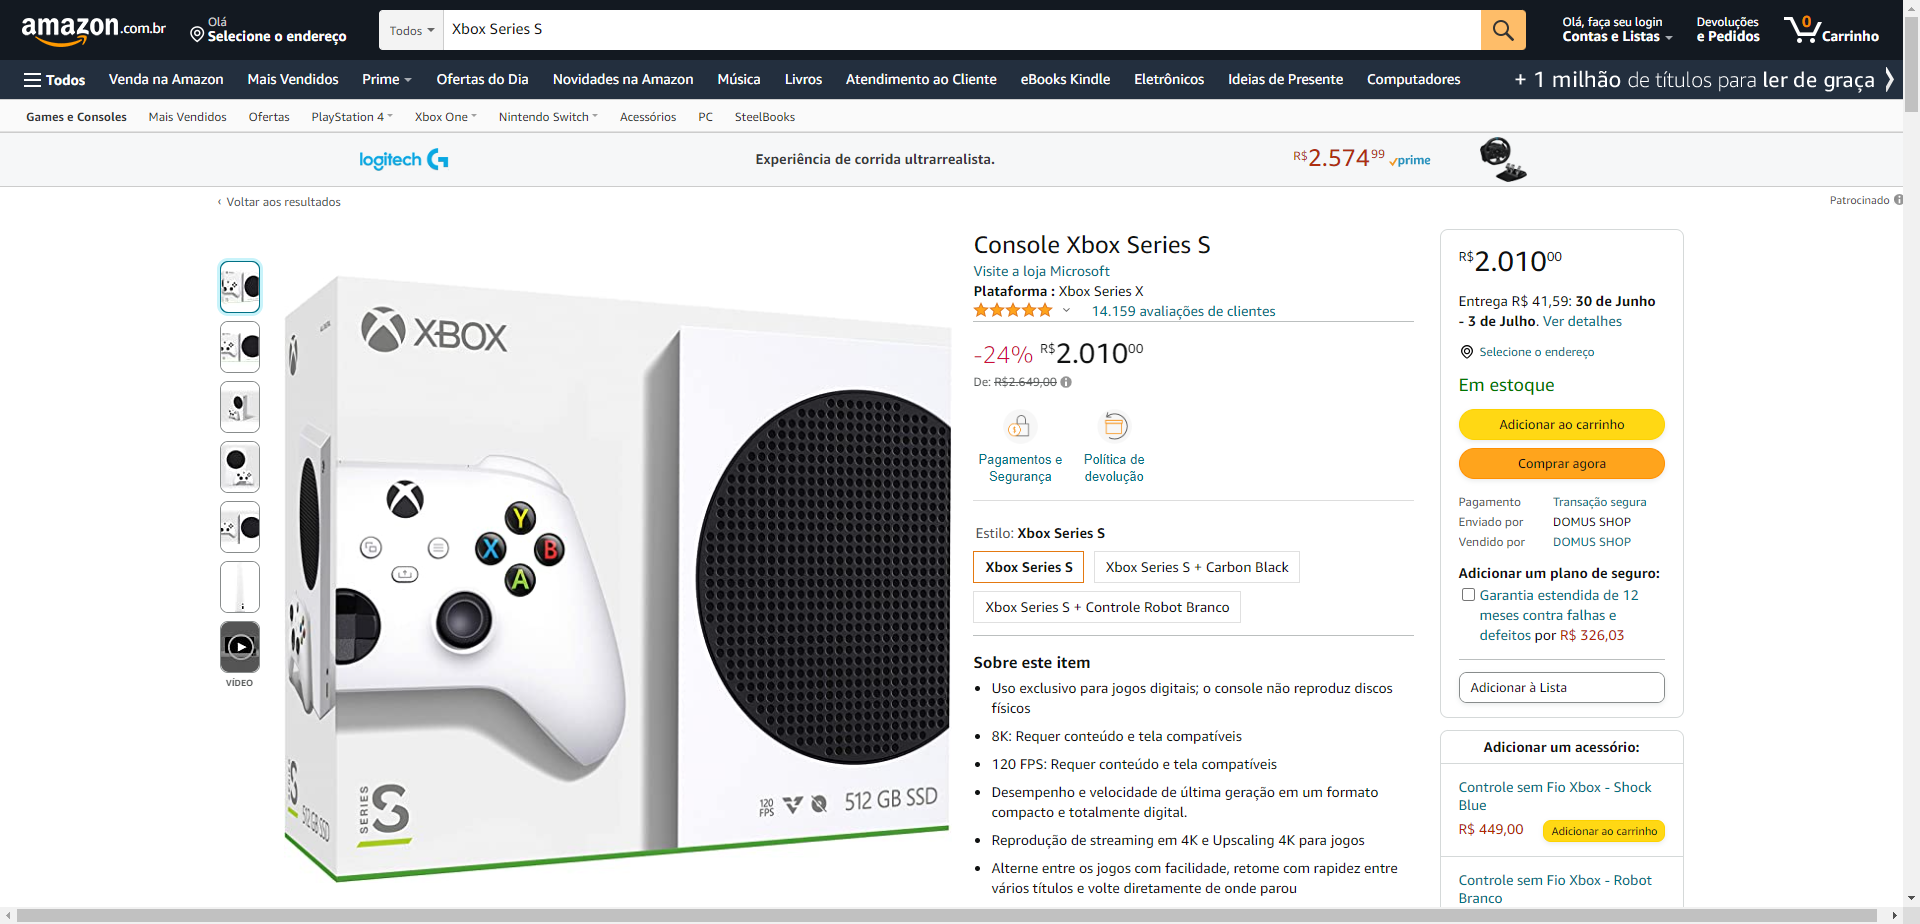 amazon.com.br
Olá
Selecione o endereço
Todos
Xbox Series S
Olá, faça seu login
Contas e Listas
Devoluções
e Pedidos
0
Carrinho
Todos
Venda na Amazon
Mais Vendidos
Prime
Ofertas do Dia
Novidades na Amazon
Música
Livros
Atendimento ao Cliente
eBooks Kindle
Eletrônicos
Ideias de Presente
Computadores
+ 1 milhão de títulos para ler de graça
Games e Consoles
Mais Vendidos
Ofertas
PlayStation 4
Xbox One
Nintendo Switch
Acessórios
PC
SteelBooks
logitech G
Experiência de corrida ultrarrealista.
R$2.574 99 prime
‹ Voltar aos resultados
Patrocinado
VÍDEO
XBOX
Y
X
B
A
SERIES S
512 GB SSD
120 FPS
512 GB SSD
Console Xbox Series S
Visite a loja Microsoft
Plataforma : Xbox Series X
14.159 avaliações de clientes
-24% R$2.010 00
De: R$2.649,00
Pagamentos e
Segurança
Política de
devolução
Estilo: Xbox Series S
Xbox Series S
Xbox Series S + Carbon Black
Xbox Series S + Controle Robot Branco
Sobre este item
Uso exclusivo para jogos digitais; o console não reproduz discos
físicos
8K: Requer conteúdo e tela compatíveis
120 FPS: Requer conteúdo e tela compatíveis
Desempenho e velocidade de última geração em um formato
compacto e totalmente digital.
Reprodução de streaming em 4K e Upscaling 4K para jogos
Alterne entre os jogos com facilidade, retome com rapidez entre
vários títulos e volte diretamente de onde parou
R$2.010 00
Entrega R$ 41,59: 30 de Junho
- 3 de Julho. Ver detalhes
Selecione o endereço
Em estoque
Adicionar ao carrinho
Comprar agora
Pagamento Transação segura
Enviado por DOMUS SHOP
Vendido por DOMUS SHOP
Adicionar um plano de seguro:
Garantia estendida de 12
meses contra falhas e
defeitos por R$ 326,03
Adicionar à Lista
Adicionar um acessório:
Controle sem Fio Xbox - Shock
Blue
R$ 449,00 Adicionar ao carrinho
Controle sem Fio Xbox - Robot
Branco